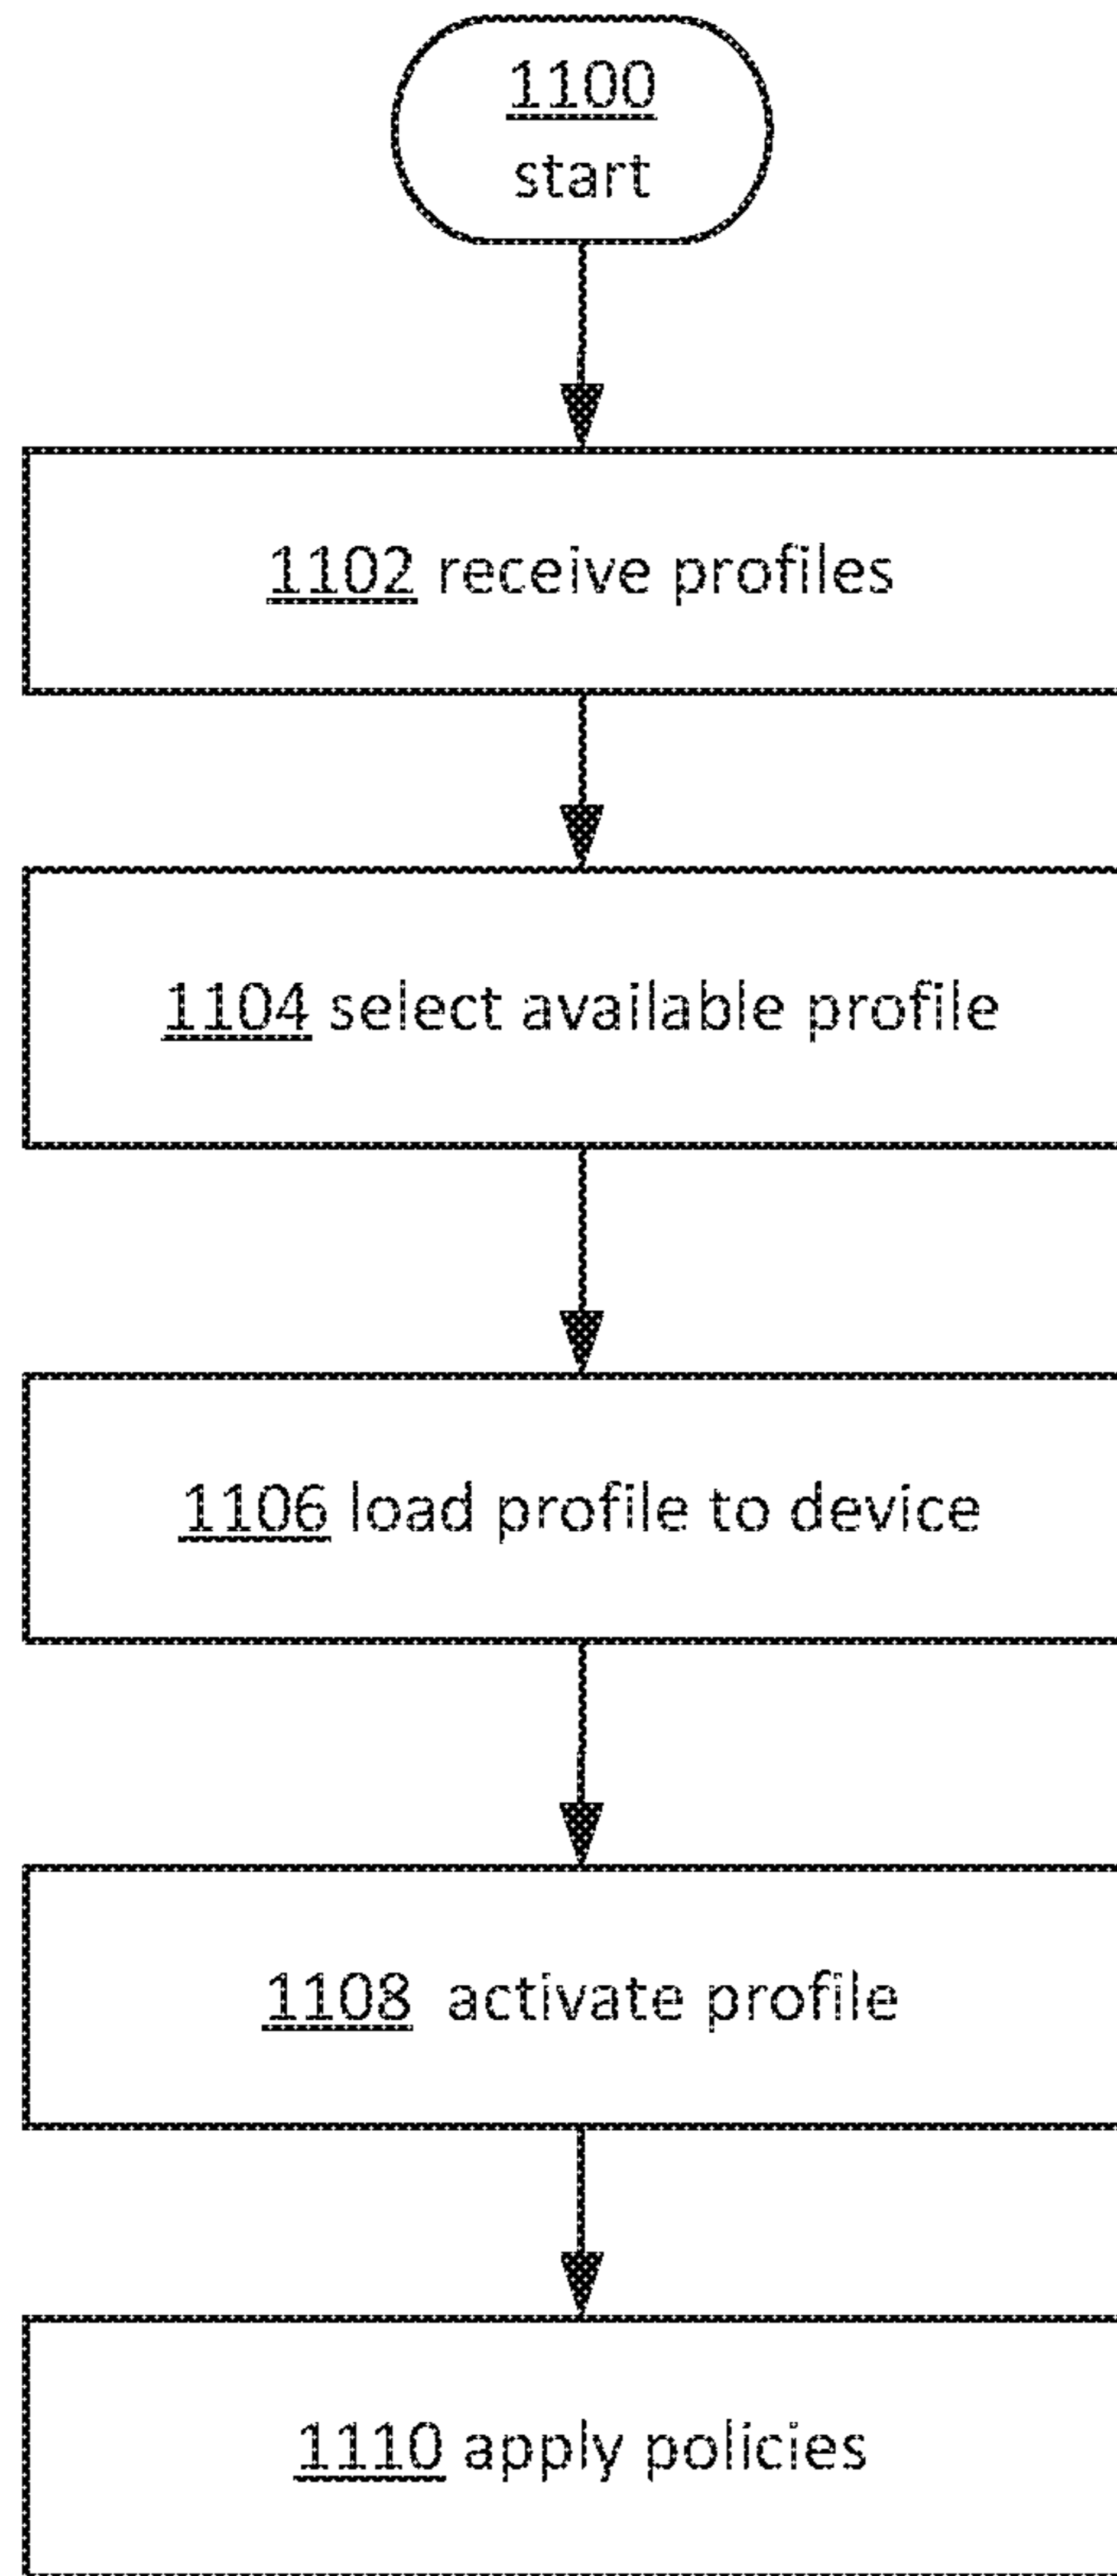 1100
start
1102 receive profiles
1104 select available profile
1106 load profile to device
1108 activate profile
1110 apply policies